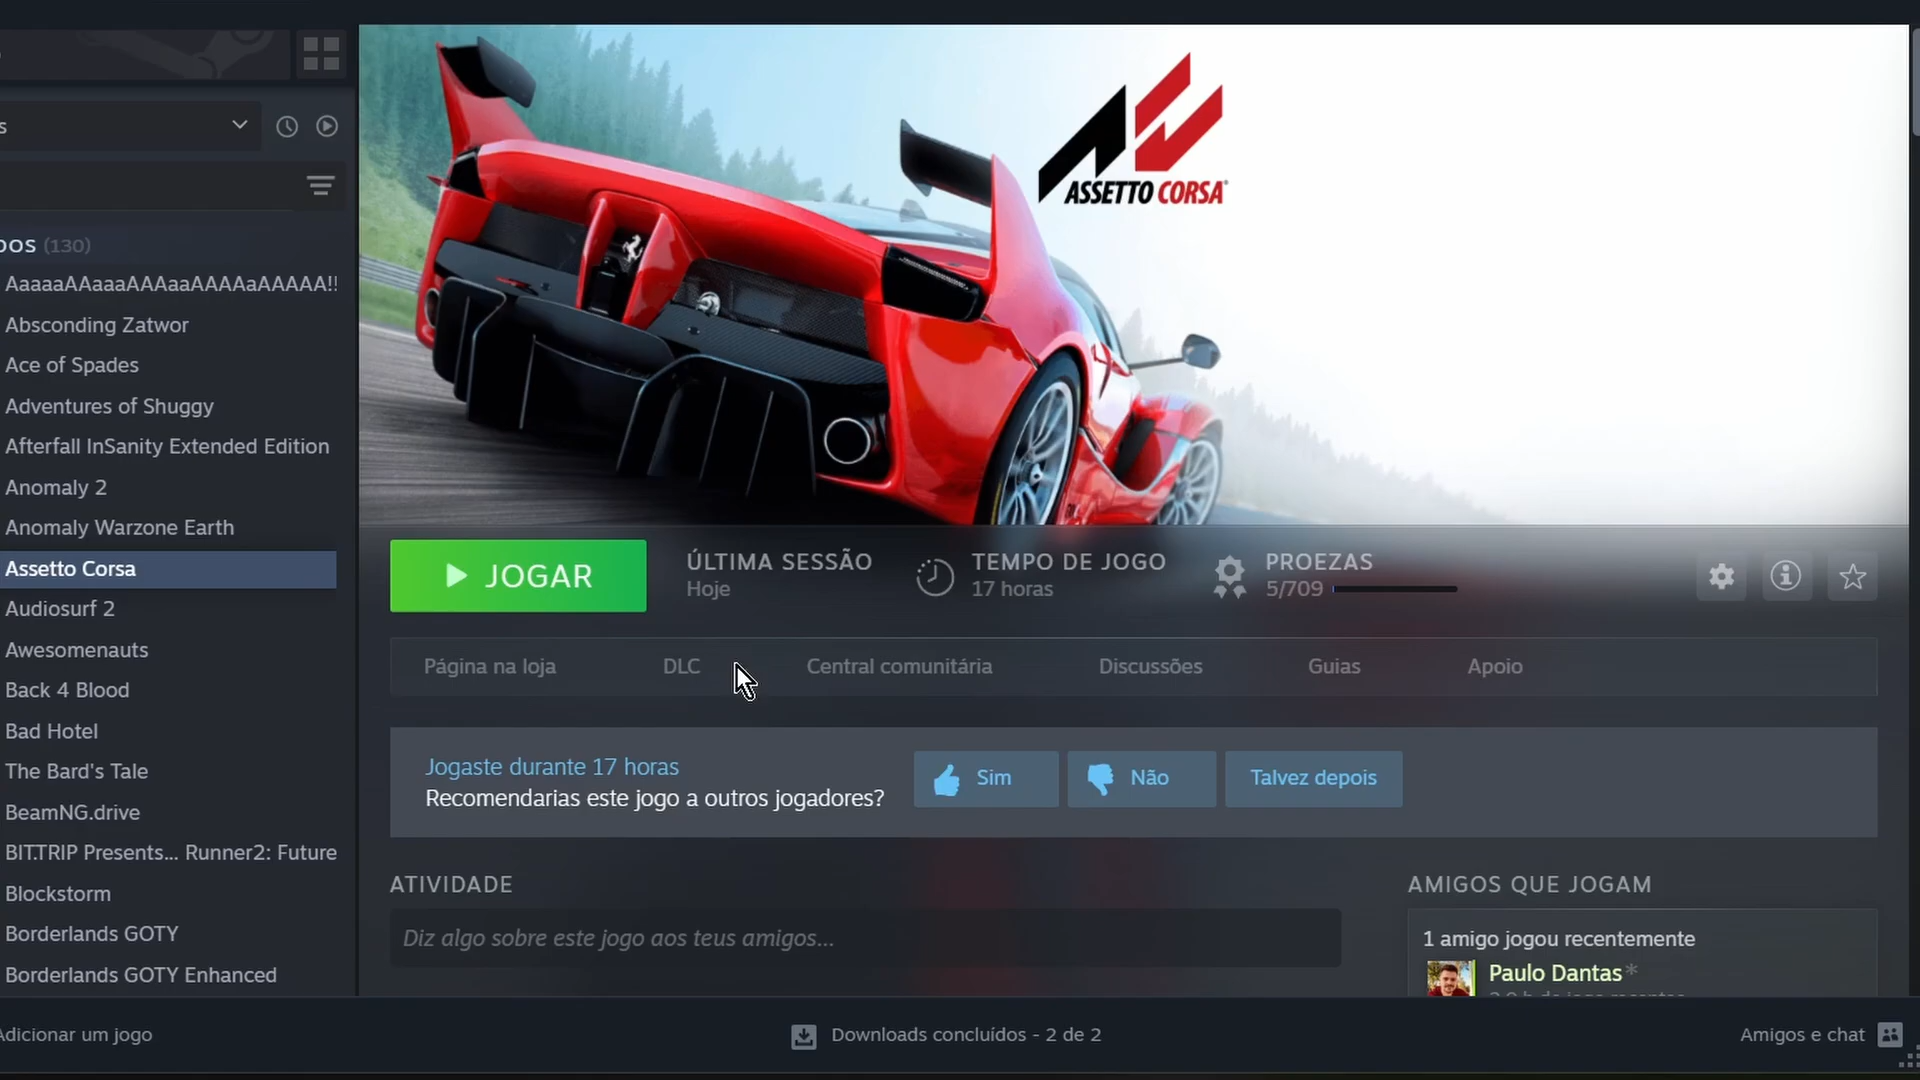 s
DOS (130)
AaaaaAAaaaAAAaaAAAAaAAAAA!!
Absconding Zatwor
Ace of Spades
Adventures of Shuggy
Afterfall InSanity Extended Edition
Anomaly 2
Anomaly Warzone Earth
Assetto Corsa
Audiosurf 2
Awesomenauts
Back 4 Blood
Bad Hotel
The Bard's Tale
BeamNG.drive
BIT.TRIP Presents... Runner2: Future
Blockstorm
Borderlands GOTY
Borderlands GOTY Enhanced
Adicionar um jogo
ASSETTO CORSA
JOGAR
ÚLTIMA SESSÃO
Hoje
TEMPO DE JOGO
17 horas
PROEZAS
5/709
Página na loja DLC Central comunitária Discussões Guias Apoio
Jogaste durante 17 horas
Recomendarias este jogo a outros jogadores?
Sim Não Talvez depois
ATIVIDADE
Diz algo sobre este jogo aos teus amigos...
AMIGOS QUE JOGAM
1 amigo jogou recentemente
Paulo Dantas*
Downloads concluídos - 2 de 2
Amigos e chat